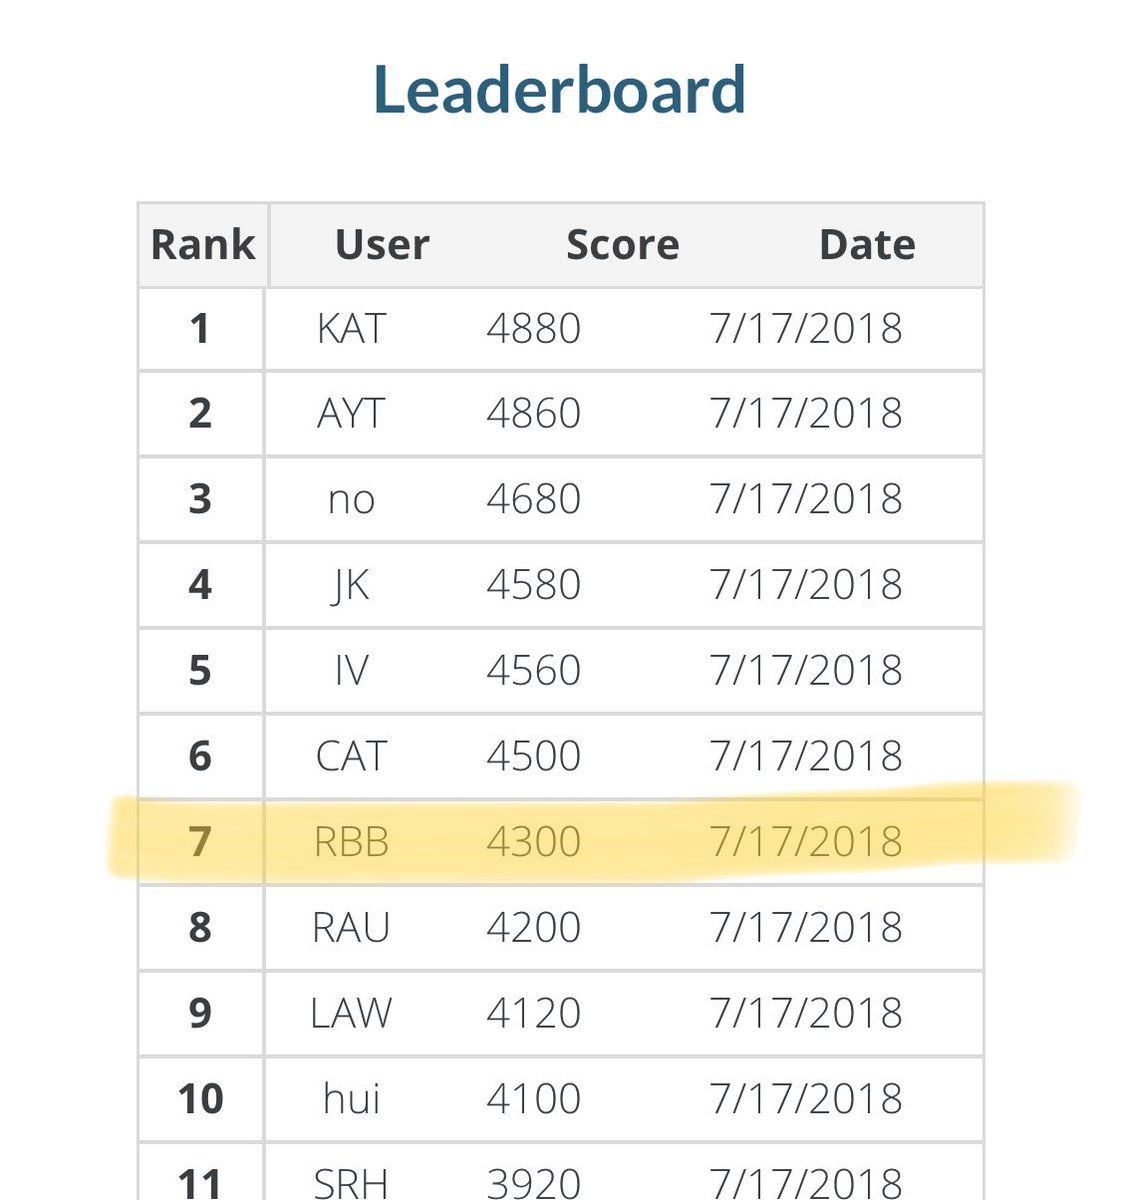 Leaderboard
Rank User Score Date
1 KAT 4880 7/17/2018
2 AYT 4860 7/17/2018
3 no 4680 7/17/2018
4 JK 4580 7/17/2018
5 IV 4560 7/17/2018
6 CAT 4500 7/17/2018
7 RBB 4300 7/17/2018
8 RAU 4200 7/17/2018
9 LAW 4120 7/17/2018
10 hui 4100 7/17/2018
11 SRH 3920 7/17/2018